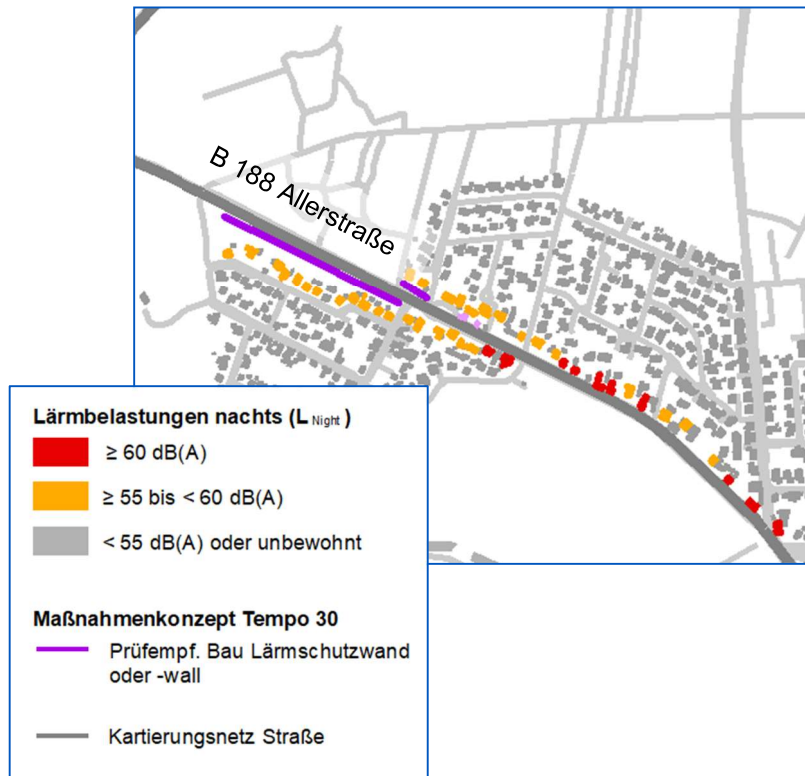 B 188 Allerstraße
Lärmbelastungen nachts (L Night )
≥ 60 dB(A)
≥ 55 bis < 60 dB(A)
< 55 dB(A) oder unbewohnt
Maßnahmenkonzept Tempo 30
Prüfempf. Bau Lärmschutzwand
oder -wall
Kartierungsnetz Straße